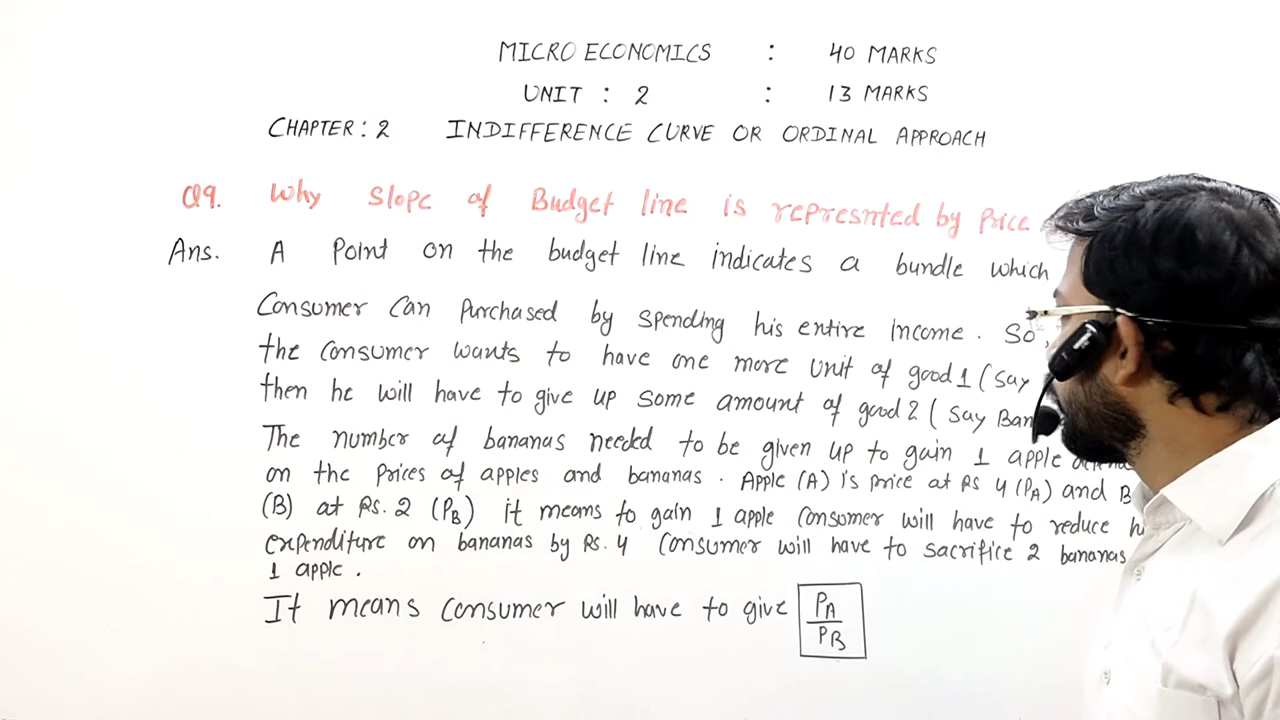 MICRO ECONOMICS : 40 MARKS
UNIT : 2 : 13 MARKS
CHAPTER : 2 INDIFFERENCE CURVE OR ORDINAL APPROACH
Q9. Why Slope of Budget line is represnted by Price
Ans. A Point on the budget line indicates a bundle which
Consumer Can Purchased by spending his entire income. So,
the Consumer wants to have one more Unit of good 1 ( Say
then he will have to give up some amount of good 2 ( Say
The number of bananas needed to be given up to gain 1 apple
on the Prices of apples and bananas. Apple (A) is price at Rs 4 (PA) and
(B) at Rs. 2 (PB) it means to gain 1 apple Consumer will have to reduce
expenditure on bananas by Rs. 4 Consumer will have to sacrifice 2 bananas
1 apple.
It means Consumer will have to give PA
PB